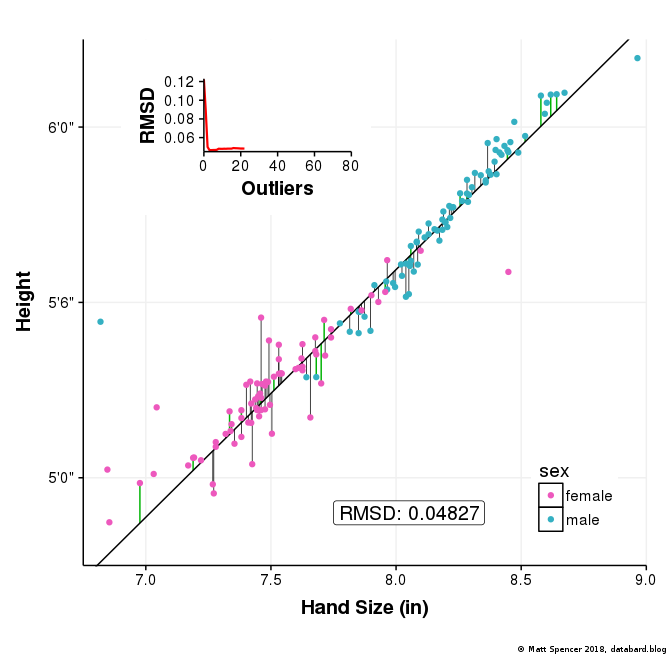 RMSD
0.12
0.10
0.08
0.06
0 20 40 60 80
Outliers
Height
6'0"
5'6"
5'0"
sex
female
male
RMSD: 0.04827
7.0 7.5 8.0 8.5 9.0
Hand Size (in)
© Matt Spencer 2018, databard.blog